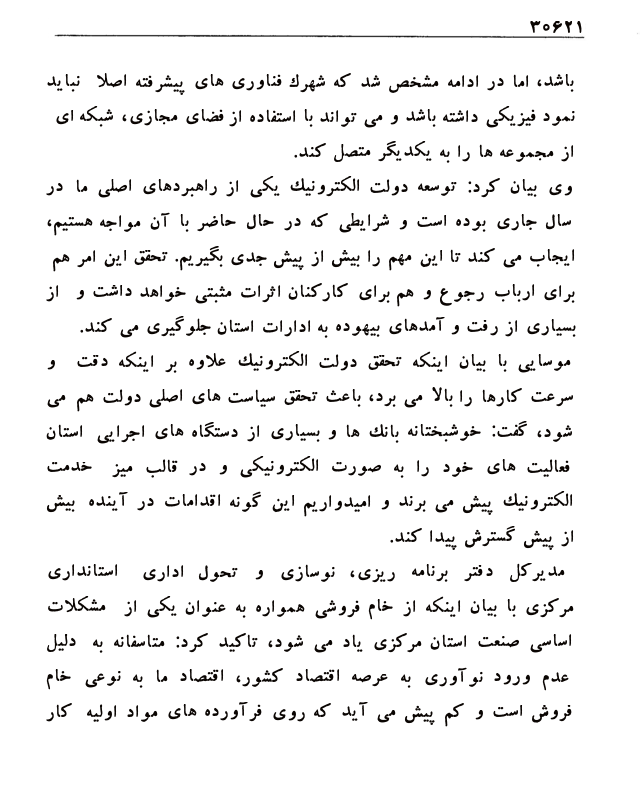 ۳۰۶۲۱
باشد، اما در ادامه مشخص شد که شهرك فناوری های پیشرفته اصلا نباید
نمود فیزیکی داشته باشد و می تواند با استفاده از فضای مجازی، شبکه ای
از مجموعه ها را به یکدیگر متصل کند.
وی بیان کرد: توسعه دولت الکترونیك یکی از راهبردهای اصلی ما در
سال جاری بوده است و شرایطی که در حال حاضر با آن مواجه هستیم،
ایجاب می کند تا این مهم را بیش از پیش جدی بگیریم. تحقق این امر هم
برای ارباب رجوع و هم برای کارکنان اثرات مثبتی خواهد داشت و از
بسیاری از رفت و آمدهای بیهوده به ادارات استان جلوگیری می کند.
موسایی با بیان اینکه تحقق دولت الکترونیك علاوه بر اینکه دقت و
سرعت کارها را بالا می برد، باعث تحقق سیاست های اصلی دولت هم می
شود، گفت: خوشبختانه بانك ها و بسیاری از دستگاه های اجرایی استان
فعالیت های خود را به صورت الکترونیکی و در قالب میز خدمت
الکترونیك پیش می برند و امیدواریم این گونه اقدامات در آینده بیش
از پیش گسترش پیدا کند.
مدیرکل دفتر برنامه ریزی، نوسازی و تحول اداری استانداری
مرکزی با بیان اینکه از خام فروشی همواره به عنوان یکی از مشکلات
اساسی صنعت استان مرکزی یاد می شود، تاکید کرد: متاسفانه به دلیل
عدم ورود نوآوری به عرصه اقتصاد کشور، اقتصاد ما به نوعی خام
فروش است و کم پیش می آید که روی فرآورده های مواد اولیه کار